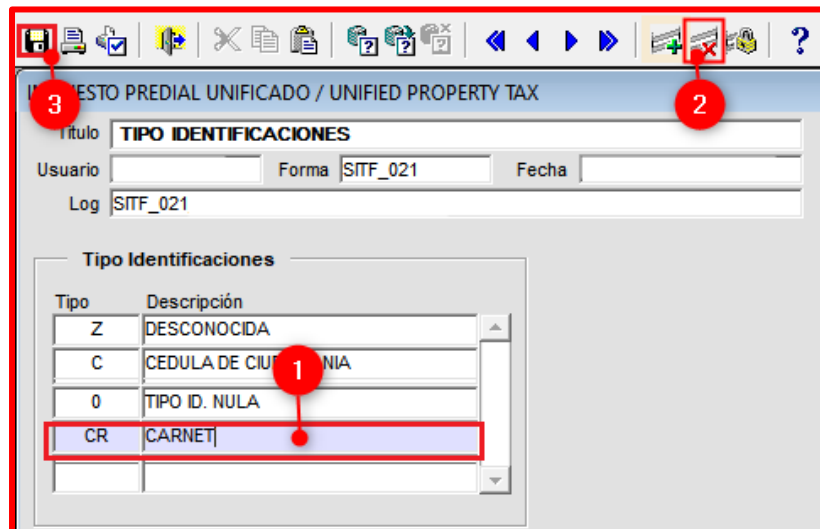 ?
3
2
ESTO PREDIAL UNIFICADO / UNIFIED PROPERTY TAX
Título TIPO IDENTIFICACIONES
Usuario Forma SITF_021 Fecha
Log SITF_021
Tipo Identificaciones
Tipo Descripción
Z DESCONOCIDA
C CEDULA DE CIU NIA
1
0 TIPO ID. NULA
CR CARNET